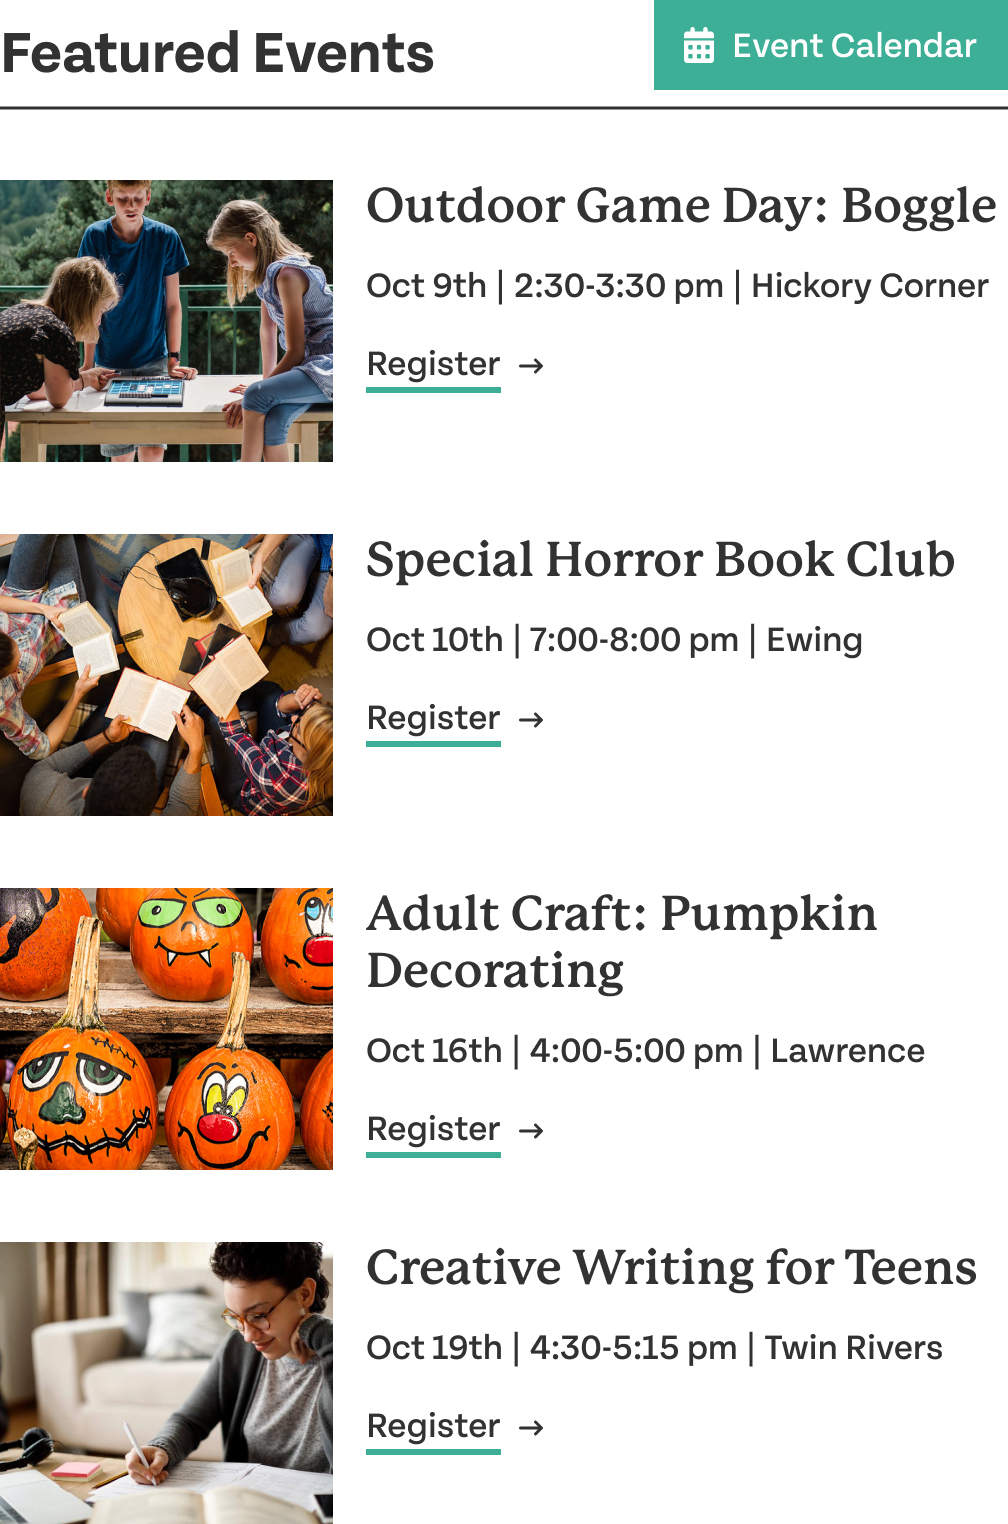 Featured Events
Event Calendar
Outdoor Game Day: Boggle
Oct 9th | 2:30-3:30 pm | Hickory Corner
Register →
Special Horror Book Club
Oct 10th | 7:00-8:00 pm | Ewing
Register →
Adult Craft: Pumpkin
Decorating
Oct 16th | 4:00-5:00 pm | Lawrence
Register →
Creative Writing for Teens
Oct 19th | 4:30-5:15 pm | Twin Rivers
Register →